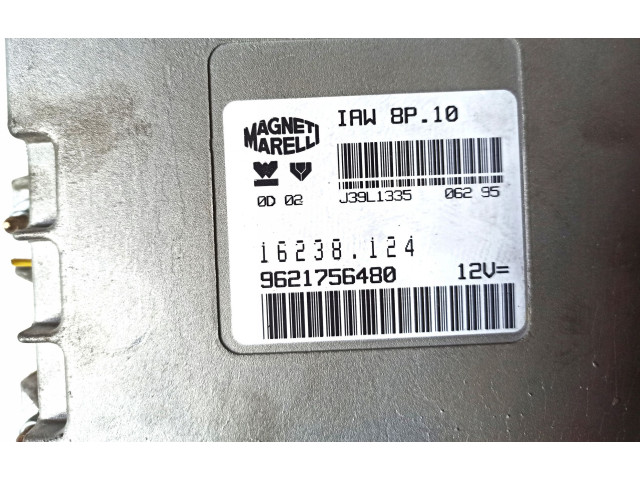 MAGNETI
MARELLI
IAW 8P.10
0D 02
J39L1335 062 95
16238.124
9621756480 12V=